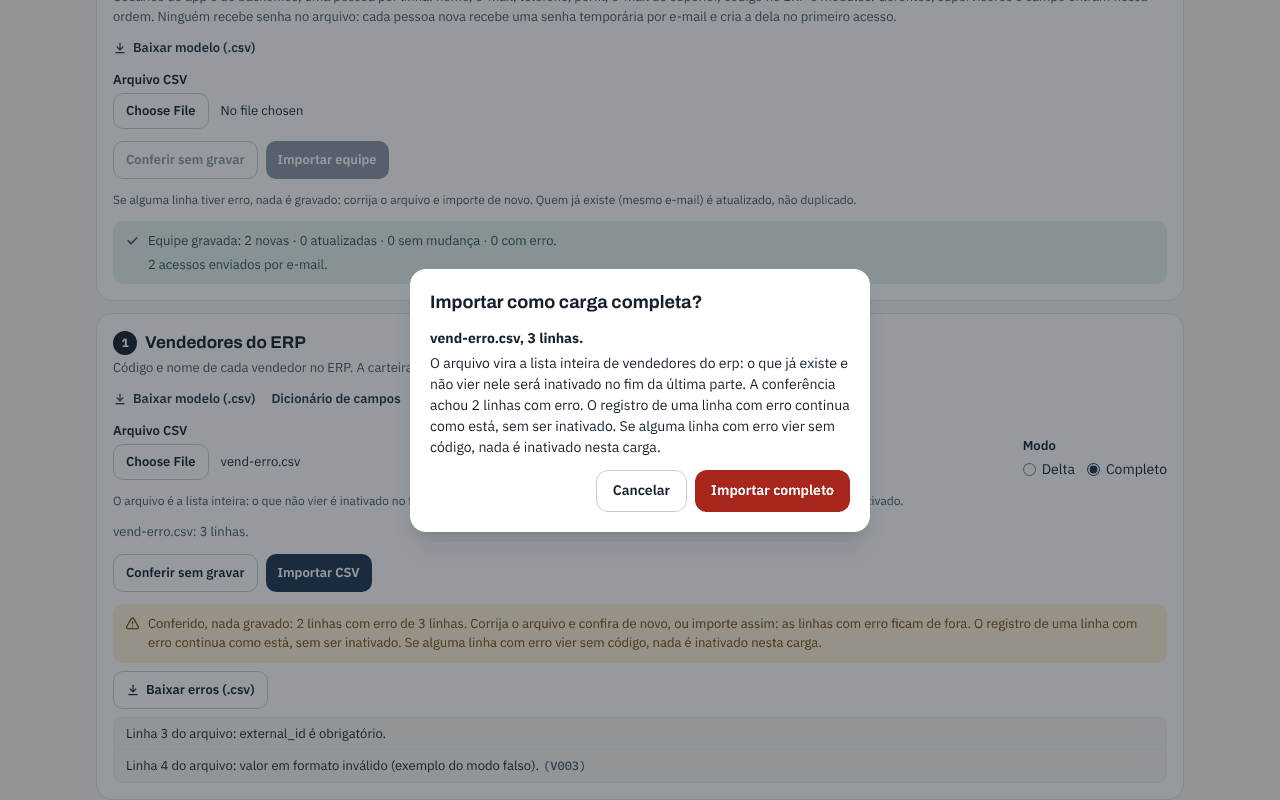 ordem. Ninguém recebe senha no arquivo: cada pessoa nova recebe uma senha temporária por e-mail e cria a dela no primeiro acesso.
Baixar modelo (.csv)
Arquivo CSV
Choose File No file chosen
Conferir sem gravar Importar equipe
Se alguma linha tiver erro, nada é gravado: corrija o arquivo e importe de novo. Quem já existe (mesmo e-mail) é atualizado, não duplicado.
Equipe gravada: 2 novas · 0 atualizadas · 0 sem mudança · 0 com erro.
2 acessos enviados por e-mail.
Importar como carga completa?
vend-erro.csv, 3 linhas.
O arquivo vira a lista inteira de vendedores do erp: o que já existe e
não vier nele será inativado no fim da última parte. A conferência
achou 2 linhas com erro. O registro de uma linha com erro continua
como está, sem ser inativado. Se alguma linha com erro vier sem
código, nada é inativado nesta carga.
Cancelar Importar completo
1 Vendedores do ERP
Código e nome de cada vendedor no ERP. A carteira
Baixar modelo (.csv) Dicionário de campos
Arquivo CSV
Choose File vend-erro.csv
Modo
Delta Completo
O arquivo é a lista inteira: o que não vier é inativado no
vend-erro.csv: 3 linhas.
Conferir sem gravar Importar CSV
Conferido, nada gravado: 2 linhas com erro de 3 linhas. Corrija o arquivo e confira de novo, ou importe assim: as linhas com erro ficam de fora. O registro de uma linha com
erro continua como está, sem ser inativado. Se alguma linha com erro vier sem código, nada é inativado nesta carga.
Baixar erros (.csv)
Linha 3 do arquivo: external_id é obrigatório.
Linha 4 do arquivo: valor em formato inválido (exemplo do modo falso). (V003)